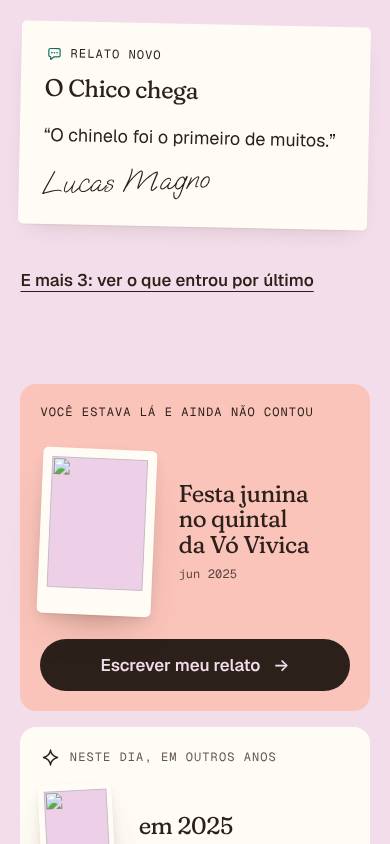 RELATO NOVO
O Chico chega
“O chinelo foi o primeiro de muitos.”
Lucas Magno
E mais 3: ver o que entrou por último
VOCÊ ESTAVA LÁ E AINDA NÃO CONTOU
Festa junina
no quintal
da Vó Vivica
jun 2025
Escrever meu relato →
NESTE DIA, EM OUTROS ANOS
em 2025